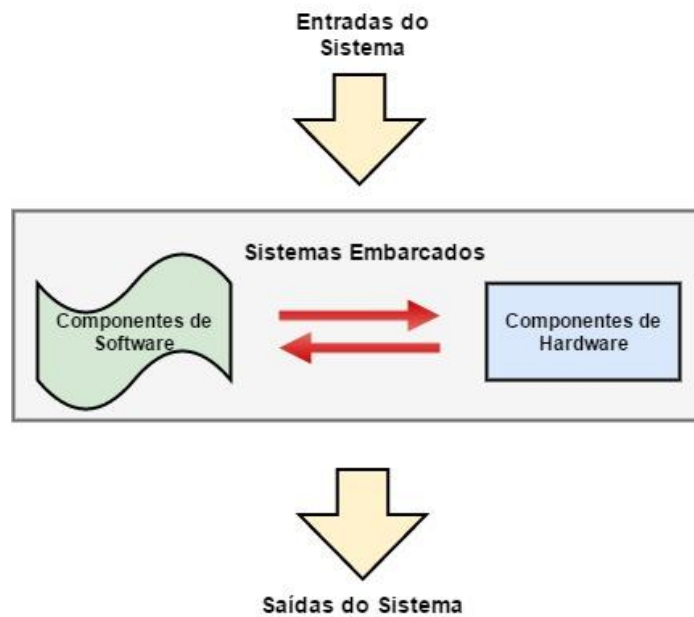 Entradas do
Sistema
Sistemas Embarcados
Componentes de
Software
Componentes de
Hardware
Saídas do Sistema